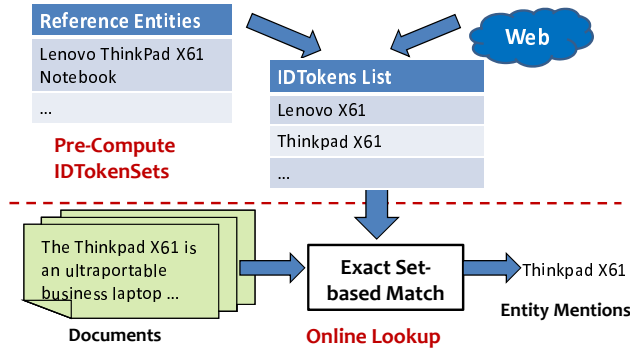 Reference Entities
Lenovo ThinkPad X61
Notebook
...
Web
IDTokens List
Lenovo X61
Thinkpad X61
...
Pre-Compute
IDTokenSets
The Thinkpad X61 is
an ultraportable
business laptop ...
Documents
Exact Set-
based Match
Online Lookup
Thinkpad X61
Entity Mentions